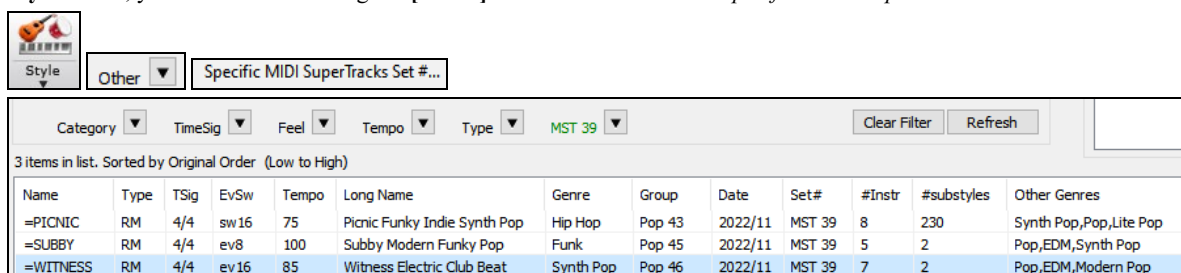 Style
Other
Specific MIDI SuperTracks Set #...
Category TimeSig Feel Tempo Type MST 39 Clear Filter Refresh
3 items in list. Sorted by Original Order (Low to High)
Name Type TSig EvSw Tempo Long Name Genre Group Date Set# #Instr #substyles Other Genres
=PICNIC RM 4/4 sw16 75 Picnic Funky Indie Synth Pop Hip Hop Pop 43 2022/11 MST 39 8 230 Synth Pop,Pop,Lite Pop
=SUBBY RM 4/4 ev8 100 Subby Modern Funky Pop Funk Pop 45 2022/11 MST 39 5 2 Pop,EDM,Synth Pop
=WITNESS RM 4/4 ev16 85 Witness Electric Club Beat Synth Pop Pop 46 2022/11 MST 39 7 2 Pop,EDM,Modern Pop